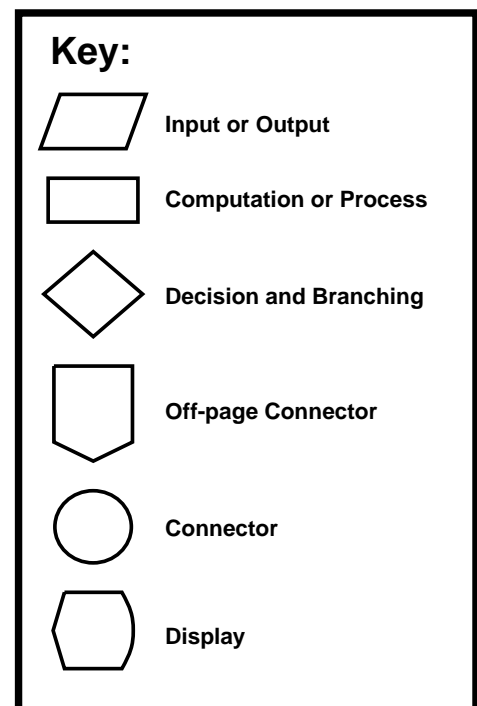 Key:
Input or Output
Computation or Process
Decision and Branching
Off-page Connector
Connector
Display